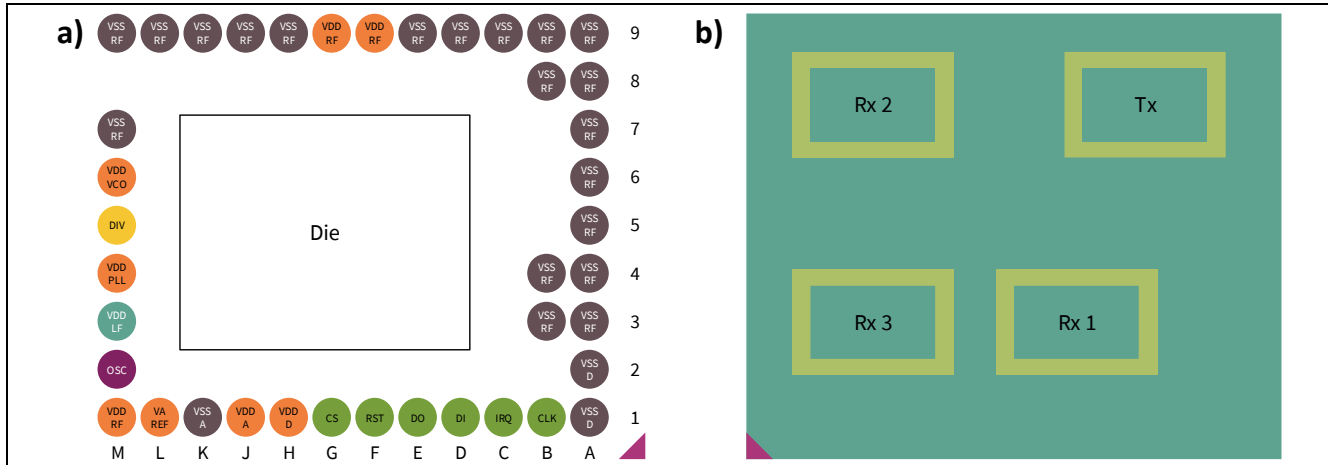 a)
VSS VSS VSS VSS VSS VDD VDD VSS VSS VSS VSS VSS
RF RF RF RF RF RF RF RF RF RF RF RF
9
VSS VSS
RF RF
8
VSS VSS
RF RF
7
VDD VSS
VCO RF
6
DIV
VSS
RF
5
VDD VSS VSS
PLL RF RF
4
VDD VSS VSS
LF RF RF
3
OSC
VSS
D
2
VDD VA VSS VDD VDD CS RST DO DI IRQ CLK VSS
RF REF A A D D
1
Die
M L K J H G F E D C B A
b)
Rx 2
Tx
Rx 3
Rx 1